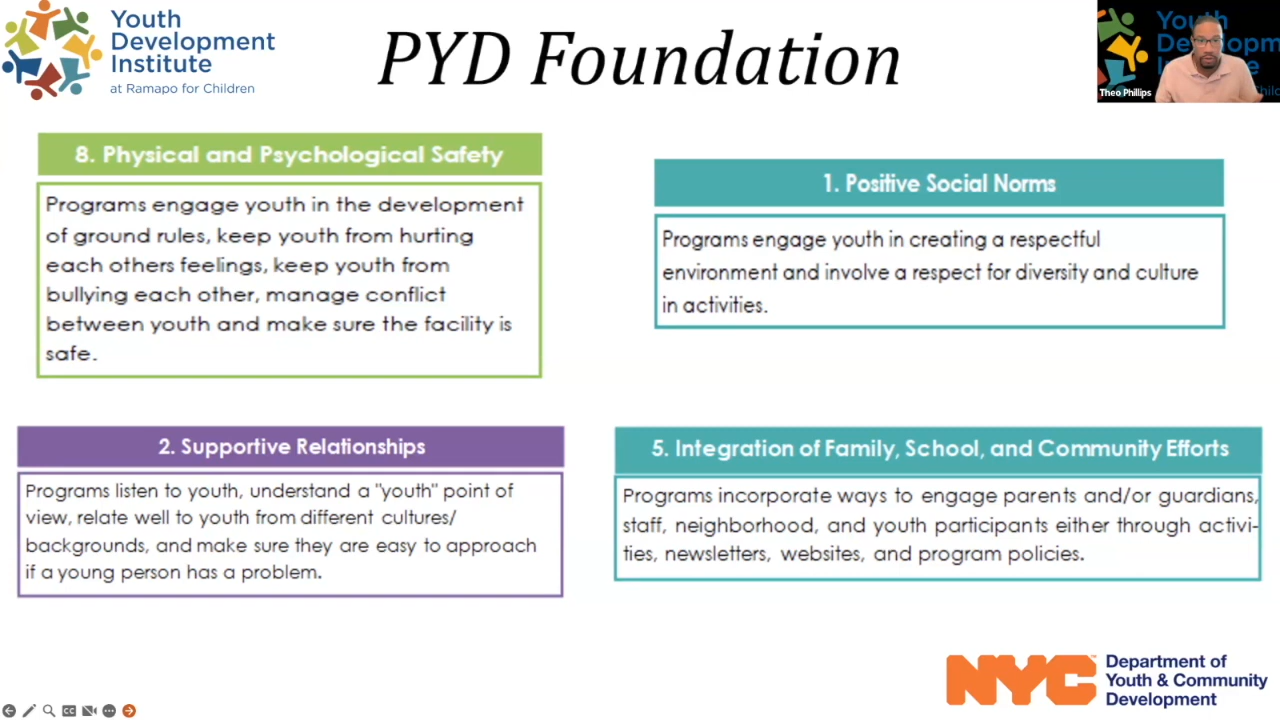 Youth
Development
Institute
at Ramapo for Children
PYD Foundation
Youth
Developm
Theo Phillips
8. Physical and Psychological Safety
Programs engage youth in the development
of ground rules, keep youth from hurting
each others feelings, keep youth from
bullying each other, manage conflict
between youth and make sure the facility is
safe.
1. Positive Social Norms
Programs engage youth in creating a respectful
environment and involve a respect for diversity and culture
in activities.
2. Supportive Relationships
Programs listen to youth, understand a "youth" point of
view, relate well to youth from different cultures/
backgrounds, and make sure they are easy to approach
if a young person has a problem.
5. Integration of Family, School, and Community Efforts
Programs incorporate ways to engage parents and/or guardians,
staff, neighborhood, and youth participants either through activi-
ties, newsletters, websites, and program policies.
NYC
Department of
Youth & Community
Development
CC